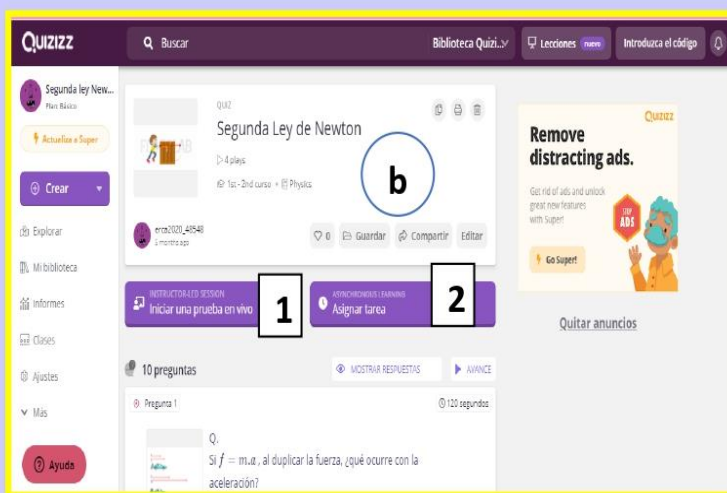 QUIZIZZ
Buscar
Biblioteca Quizi..
Lecciones nuevo
Introduzca el código
Segunda ley New...
Plan: Básico
Actualice a Super
Crear
Explorar
Mi biblioteca
Informes
Clases
Ajustes
Más
Ayuda
QUIZ
Segunda Ley de Newton
4 plays
1st - 2nd curso • Physics
b
erca2020_48548
5 months ago
0
Guardar
Compartir
Editar
INSTRUCTOR-LED SESSION
Iniciar una prueba en vivo
1
ASYNCHRONOUS LEARNING
Asignar tarea
2
10 preguntas
MOSTRAR RESPUESTAS
AVANCE
Pregunta 1
120 segundos
Q.
Si f = m.a , al duplicar la fuerza, ¿qué ocurre con la
aceleración?
QUIZIZZ
Remove
distracting ads.
Get rid of ads and unlock
great new features
with Super!
Go Super!
STOP
ADS
Quitar anuncios